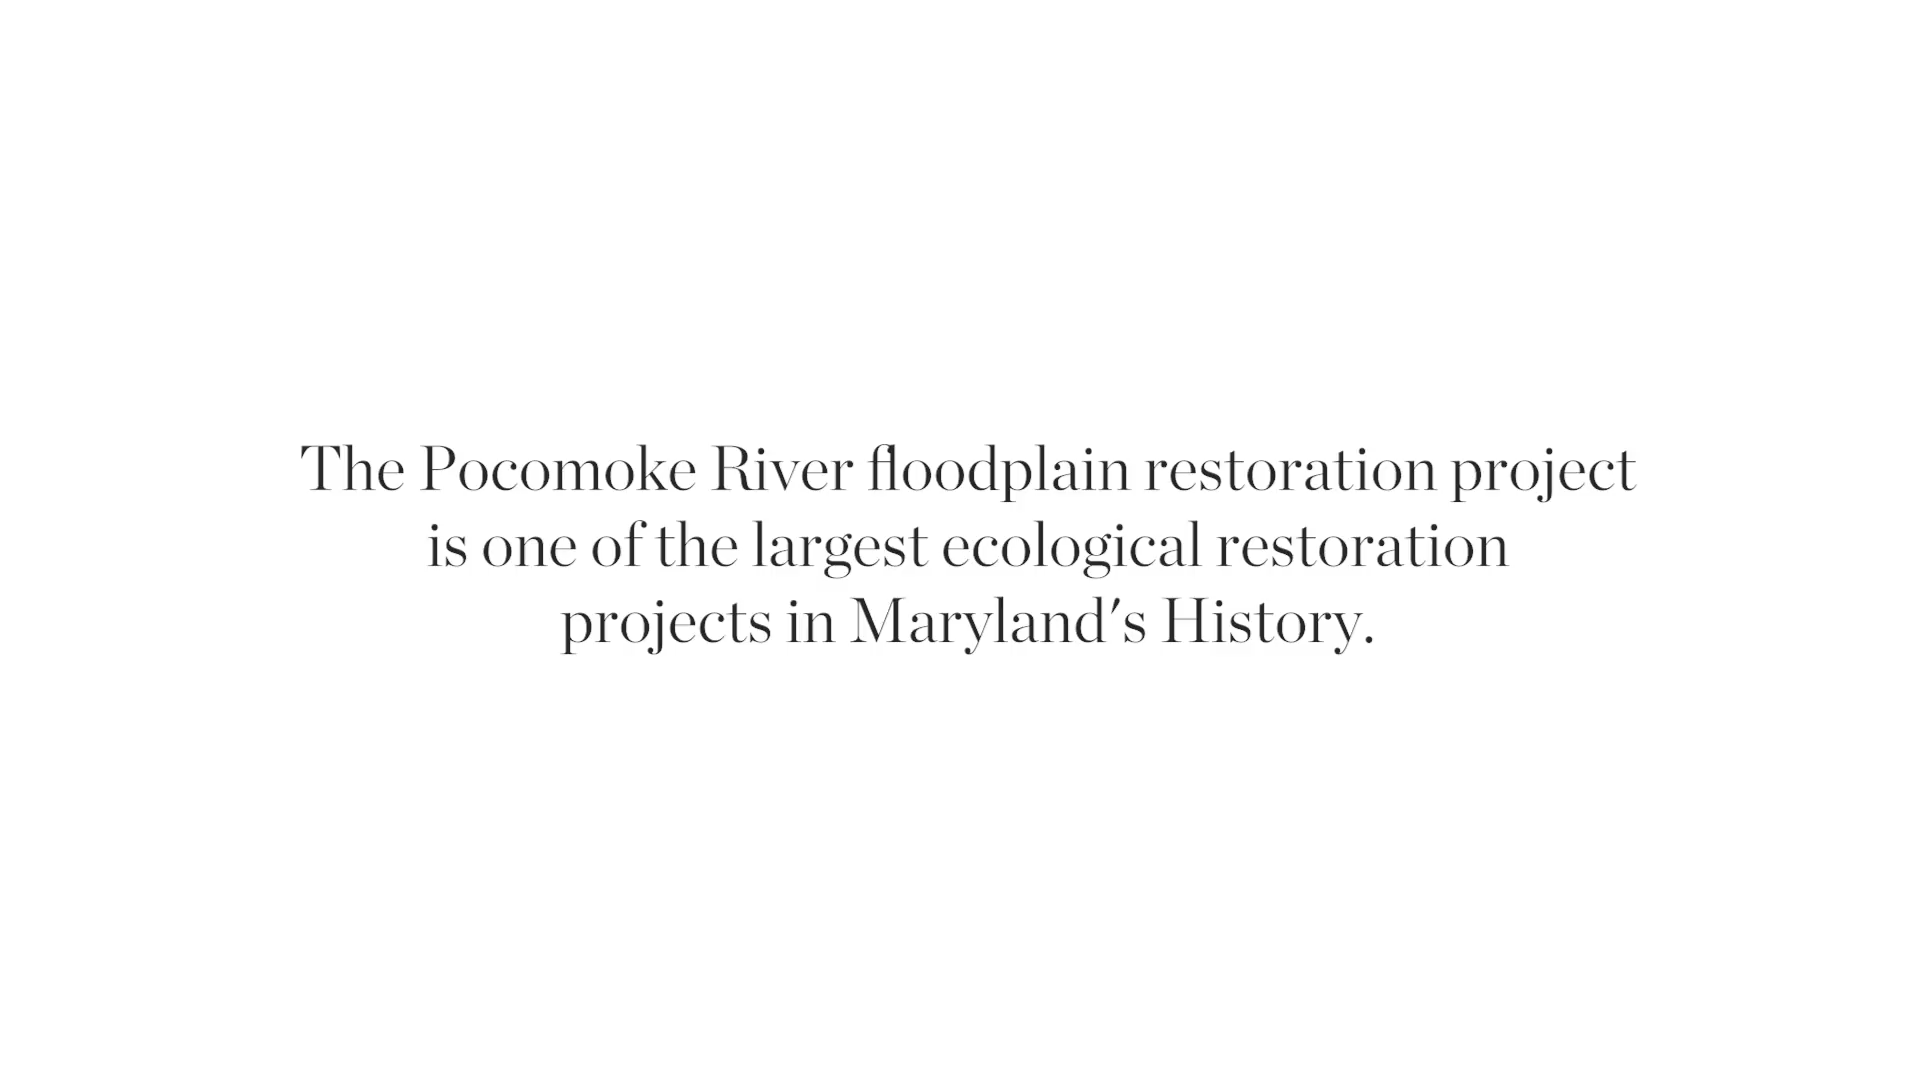 The Pocomoke River floodplain restoration project
is one of the largest ecological restoration
projects in Maryland's History.